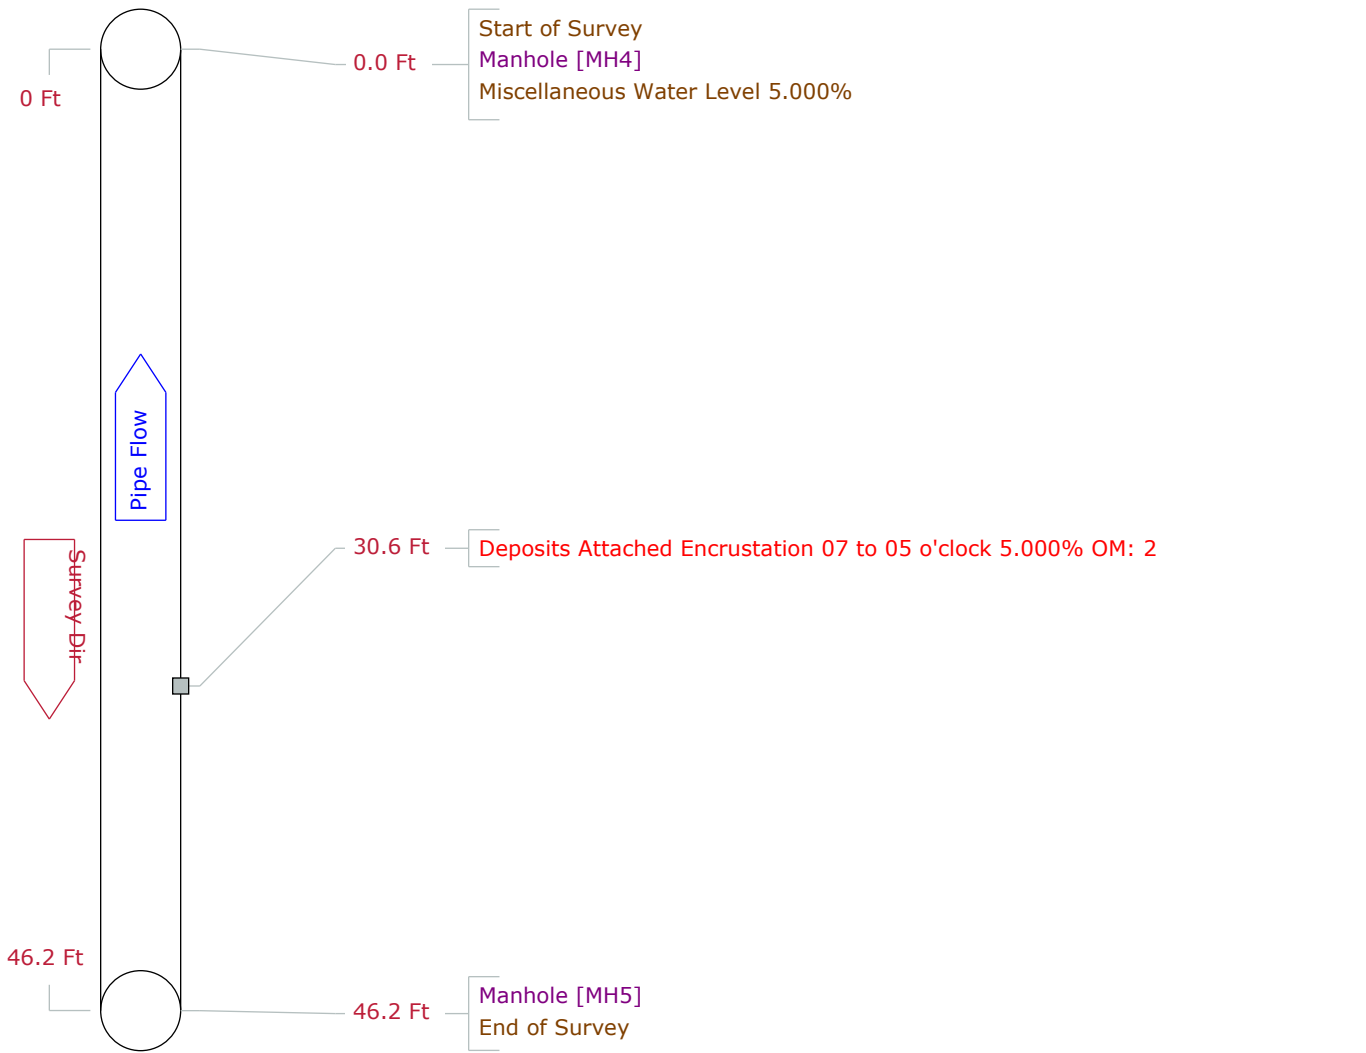 Start of Survey
0.0 Ft
Manhole [MH4]
Miscellaneous Water Level 5.000%
0 Ft
Pipe Flow
Survey Dir
30.6 Ft
Deposits Attached Encrustation 07 to 05 o'clock 5.000% OM: 2
46.2 Ft
46.2 Ft
Manhole [MH5]
End of Survey